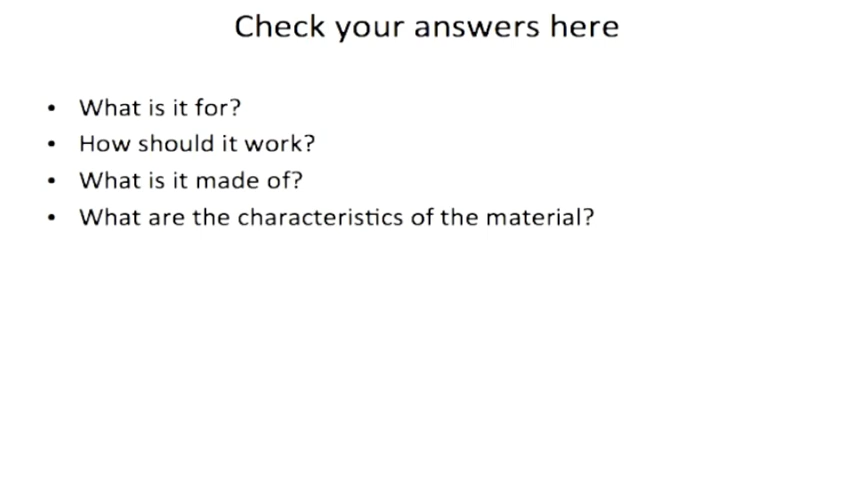 Check your answers here
• What is it for?
• How should it work?
• What is it made of?
• What are the characteristics of the material?